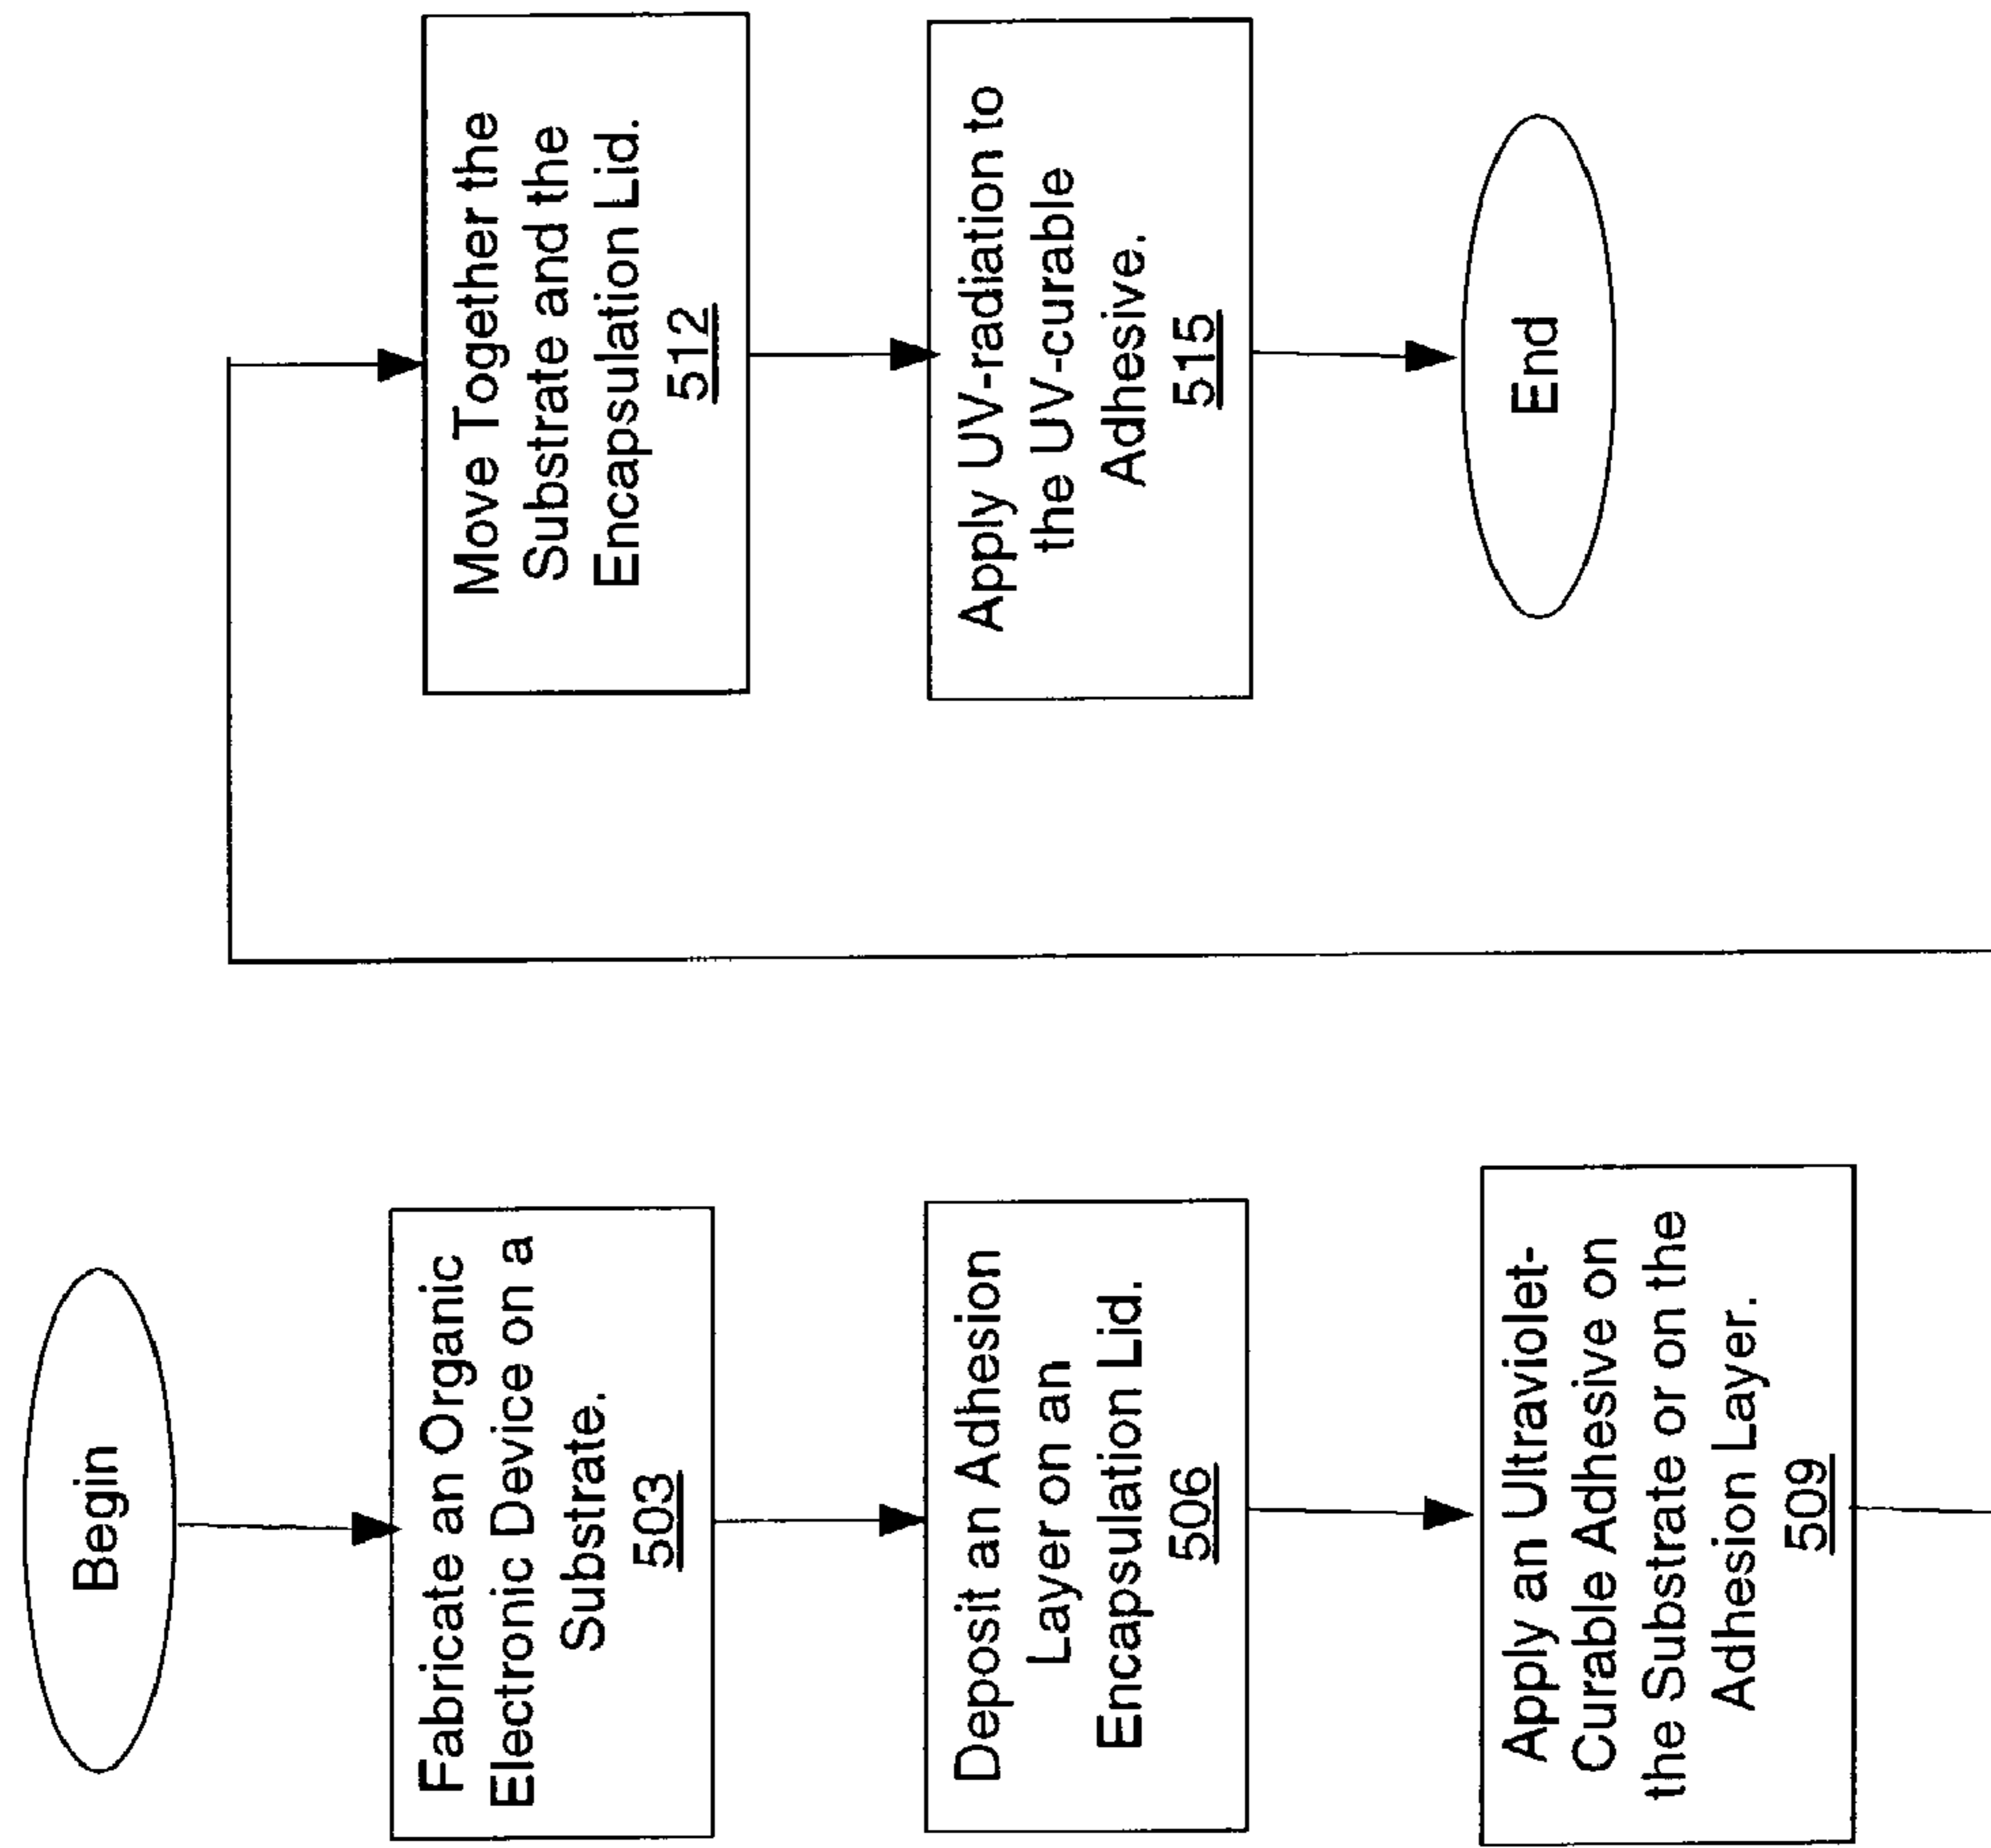 Begin
Fabricate an Organic
Electronic Device on a
Substrate.
503
Deposit an Adhesion
Layer on an
Encapsulation Lid.
506
Apply an Ultraviolet-
Curable Adhesive on
the Substrate or on the
Adhesion Layer.
509
Move Together the
Substrate and the
Encapsulation Lid.
512
Apply UV-radiation to
the UV-curable
Adhesive.
515
End